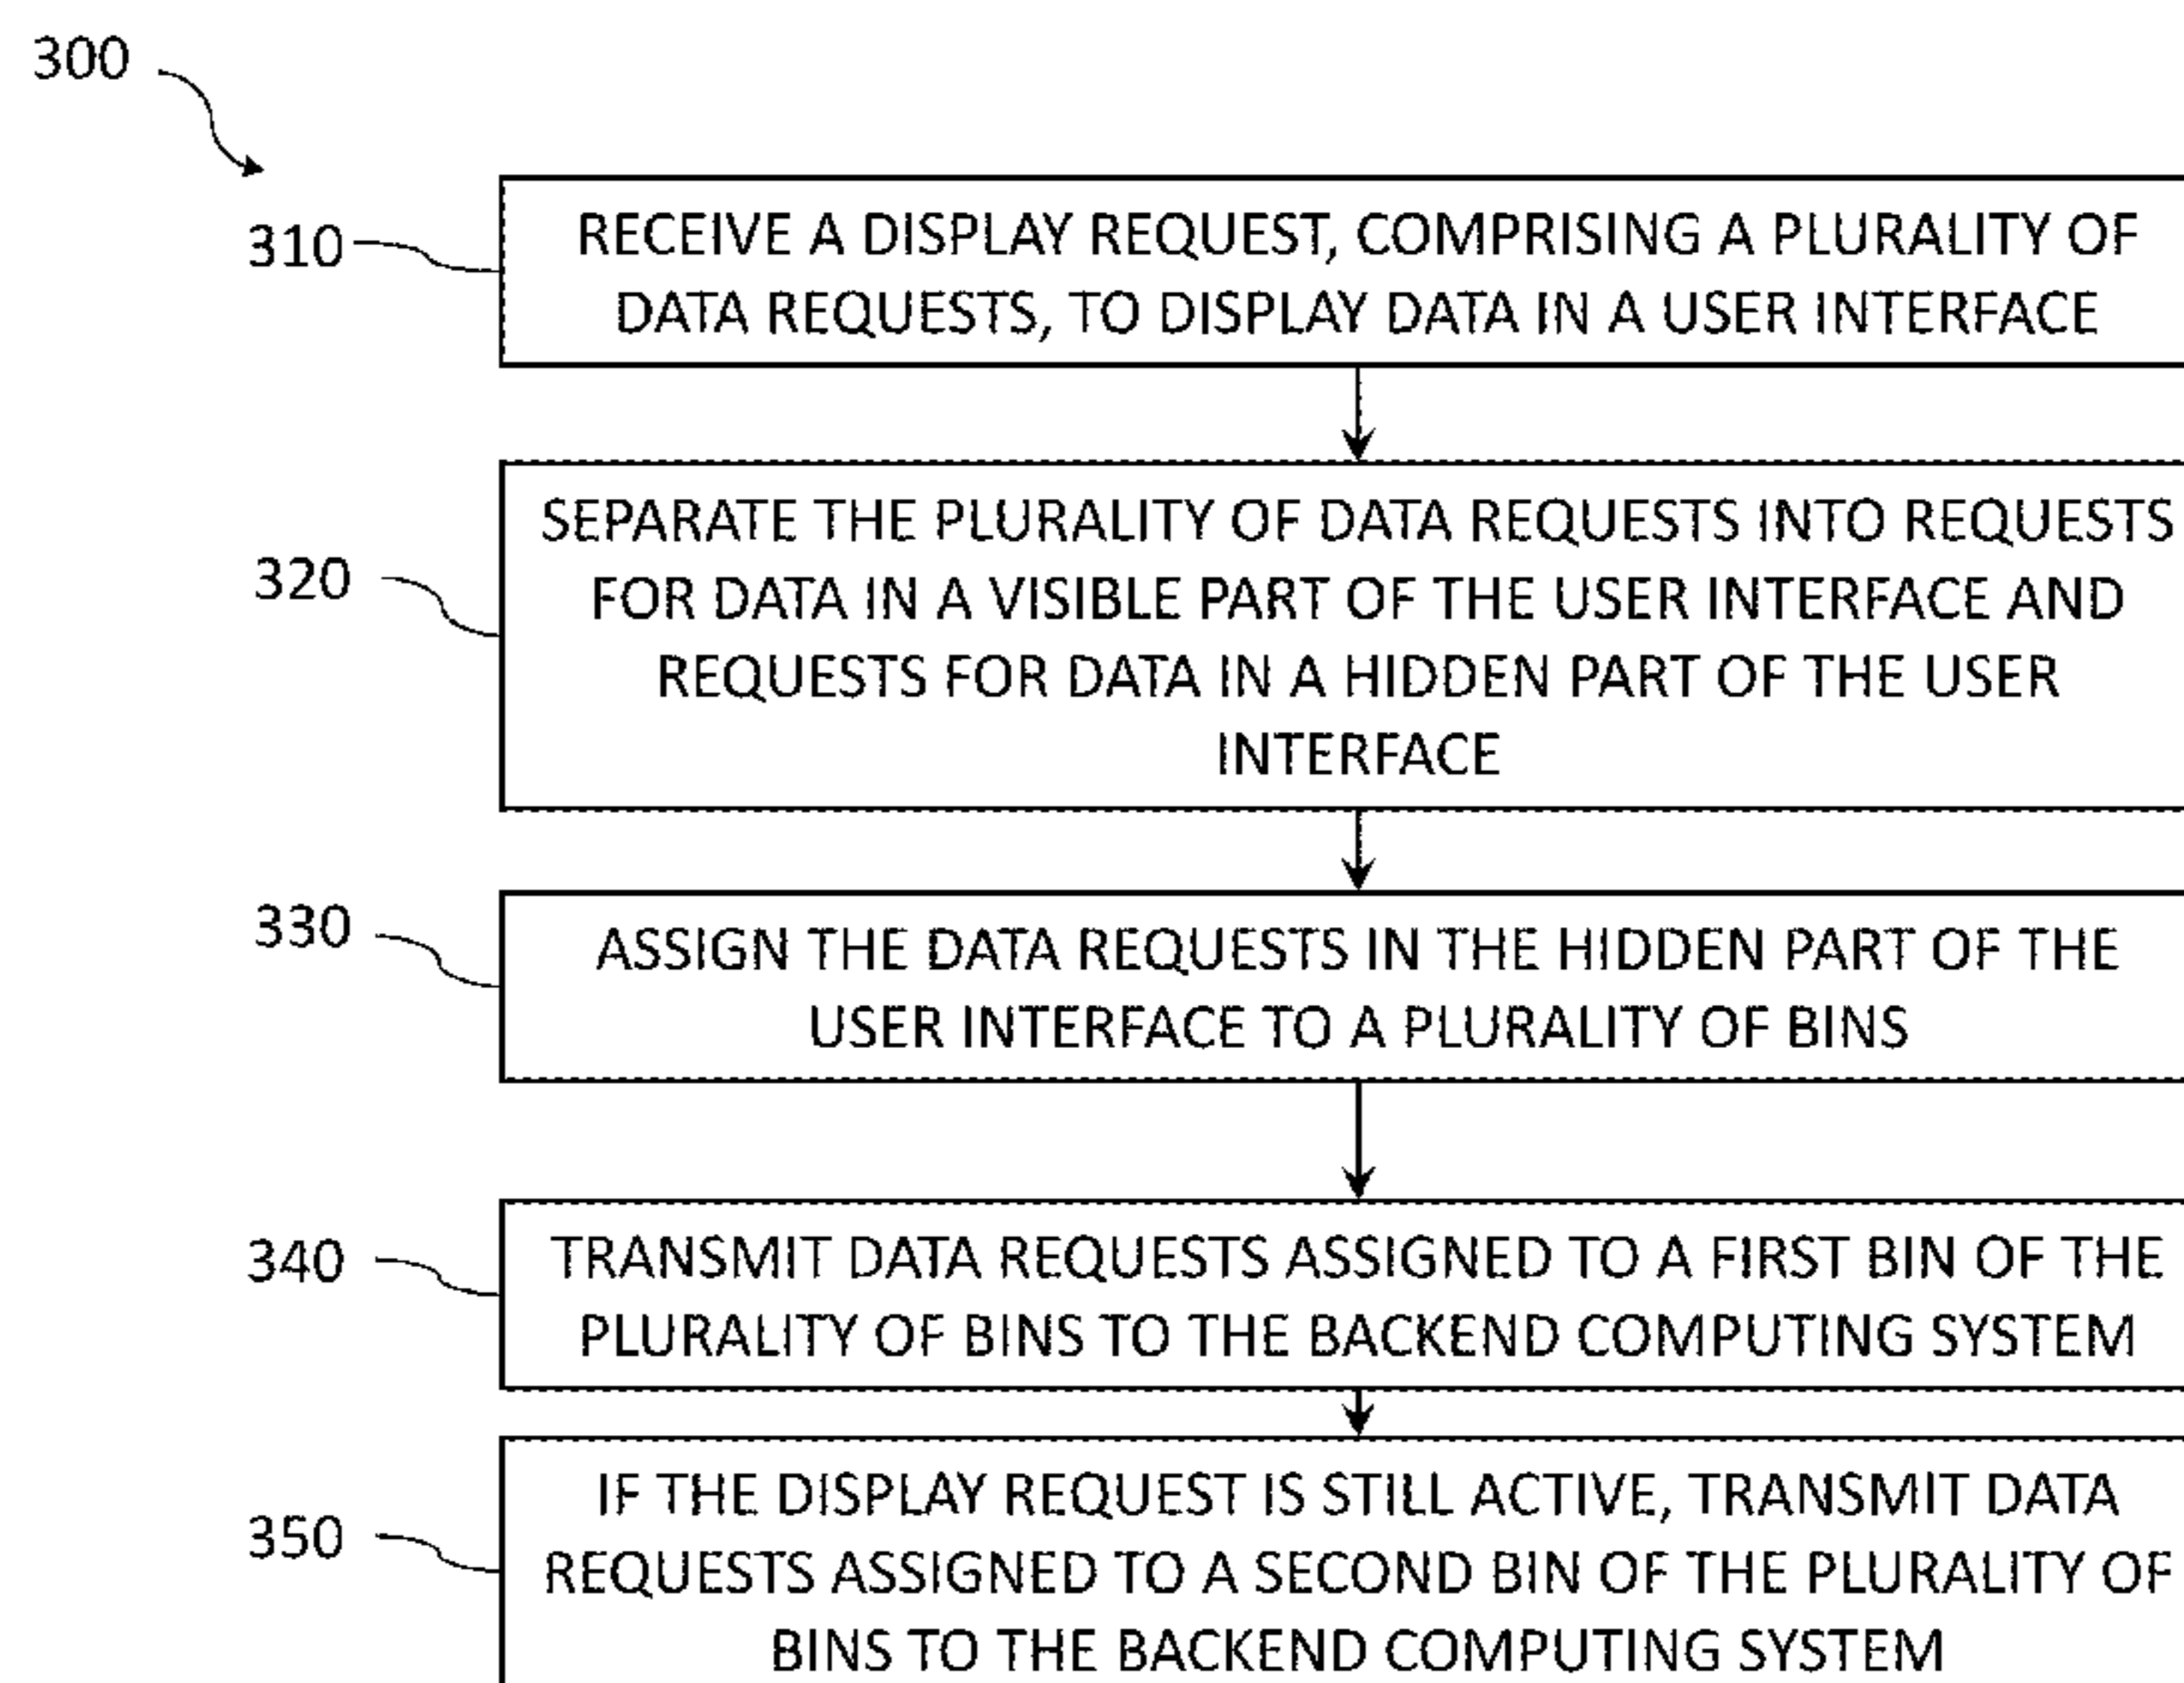 300
310
RECEIVE A DISPLAY REQUEST, COMPRISING A PLURALITY OF
DATA REQUESTS, TO DISPLAY DATA IN A USER INTERFACE
320
SEPARATE THE PLURALITY OF DATA REQUESTS INTO REQUESTS
FOR DATA IN A VISIBLE PART OF THE USER INTERFACE AND
REQUESTS FOR DATA IN A HIDDEN PART OF THE USER
INTERFACE
330
ASSIGN THE DATA REQUESTS IN THE HIDDEN PART OF THE
USER INTERFACE TO A PLURALITY OF BINS
340
TRANSMIT DATA REQUESTS ASSIGNED TO A FIRST BIN OF THE
PLURALITY OF BINS TO THE BACKEND COMPUTING SYSTEM
350
IF THE DISPLAY REQUEST IS STILL ACTIVE, TRANSMIT DATA
REQUESTS ASSIGNED TO A SECOND BIN OF THE PLURALITY OF
BINS TO THE BACKEND COMPUTING SYSTEM